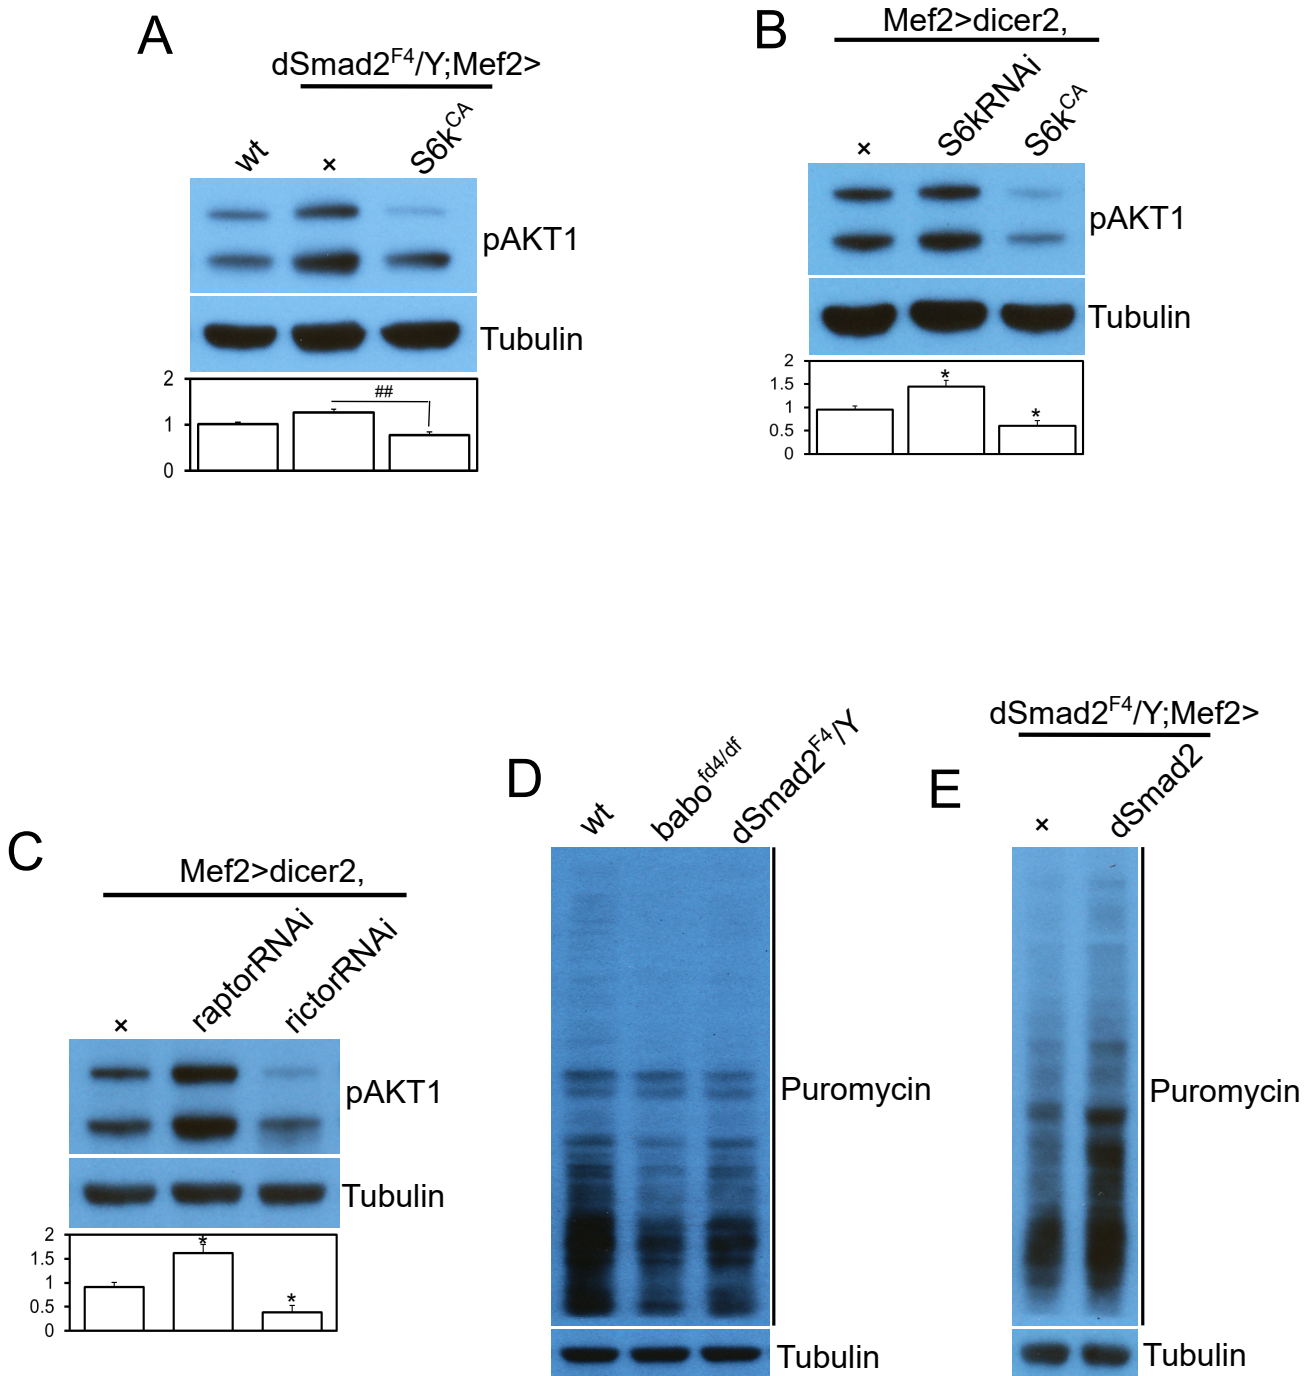 A
dSmad2F4/Y;Mef2>
wt
×
S6kCA
pAKT1
Tubulin
2
1
0
##
B
Mef2>dicer2,
×
S6kRNAi
S6kCA
pAKT1
Tubulin
2
1.5
1
0.5
0
*
*
C
Mef2>dicer2,
×
raptorRNAi
rictorRNAi
pAKT1
Tubulin
2
1.5
1
0.5
0
*
*
D
wt
babofd4/df
dSmad2F4/Y
Puromycin
Tubulin
E
dSmad2F4/Y;Mef2>
×
dSmad2
Puromycin
Tubulin